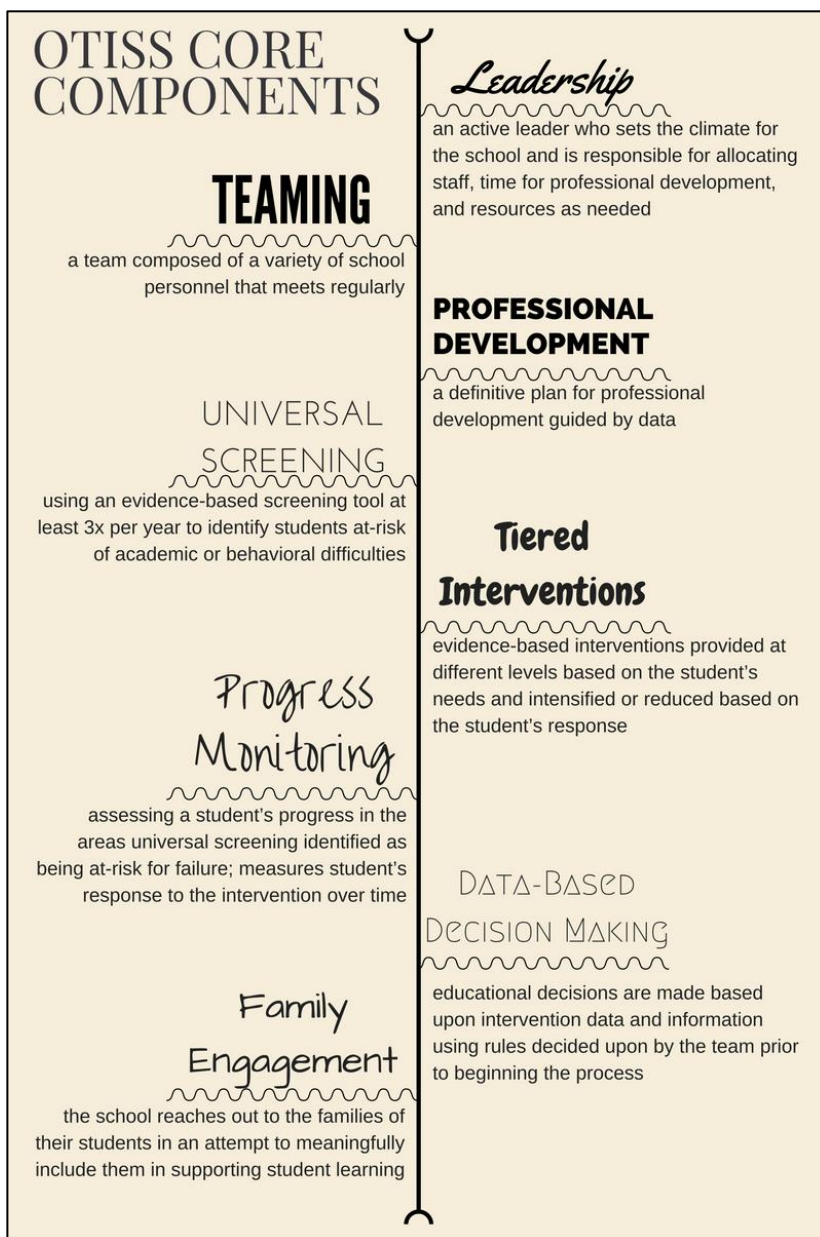 OTISS CORE
COMPONENTS
Leadership
an active leader who sets the climate for
the school and is responsible for allocating
staff, time for professional development,
and resources as needed
TEAMING
a team composed of a variety of school
personnel that meets regularly
PROFESSIONAL
DEVELOPMENT
a definitive plan for professional
development guided by data
UNIVERSAL
SCREENING
using an evidence-based screening tool at
least 3x per year to identify students at-risk
of academic or behavioral difficulties
Tiered
Interventions
evidence-based interventions provided at
different levels based on the student's
needs and intensified or reduced based on
the student's response
Progress
Monitoring
assessing a student's progress in the
areas universal screening identified as
being at-risk for failure; measures student's
response to the intervention over time
Data-Based
Decision Making
educational decisions are made based
upon intervention data and information
using rules decided upon by the team prior
to beginning the process
Family
Engagement
the school reaches out to the families of
their students in an attempt to meaningfully
include them in supporting student learning